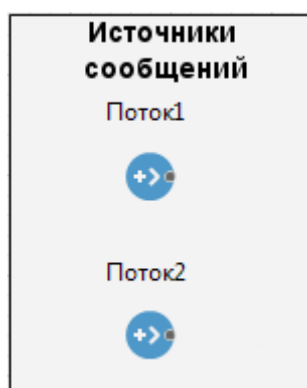 Источники
сообщений
Поток1
Поток2